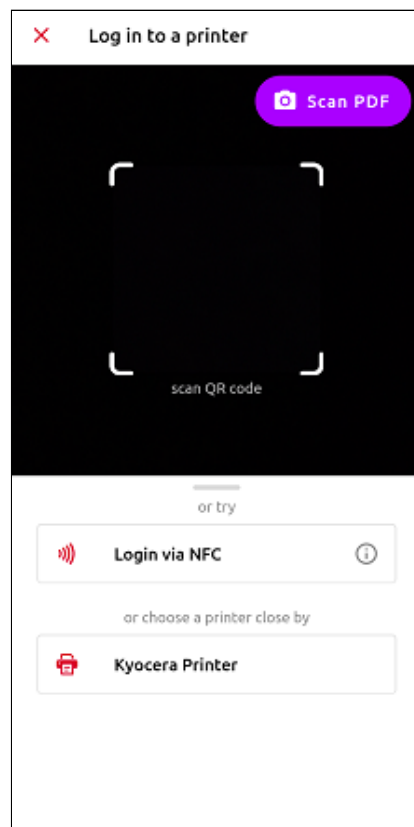 Log in to a printer
Scan PDF
scan QR code
or try
Login via NFC
or choose a printer close by
Kyocera Printer